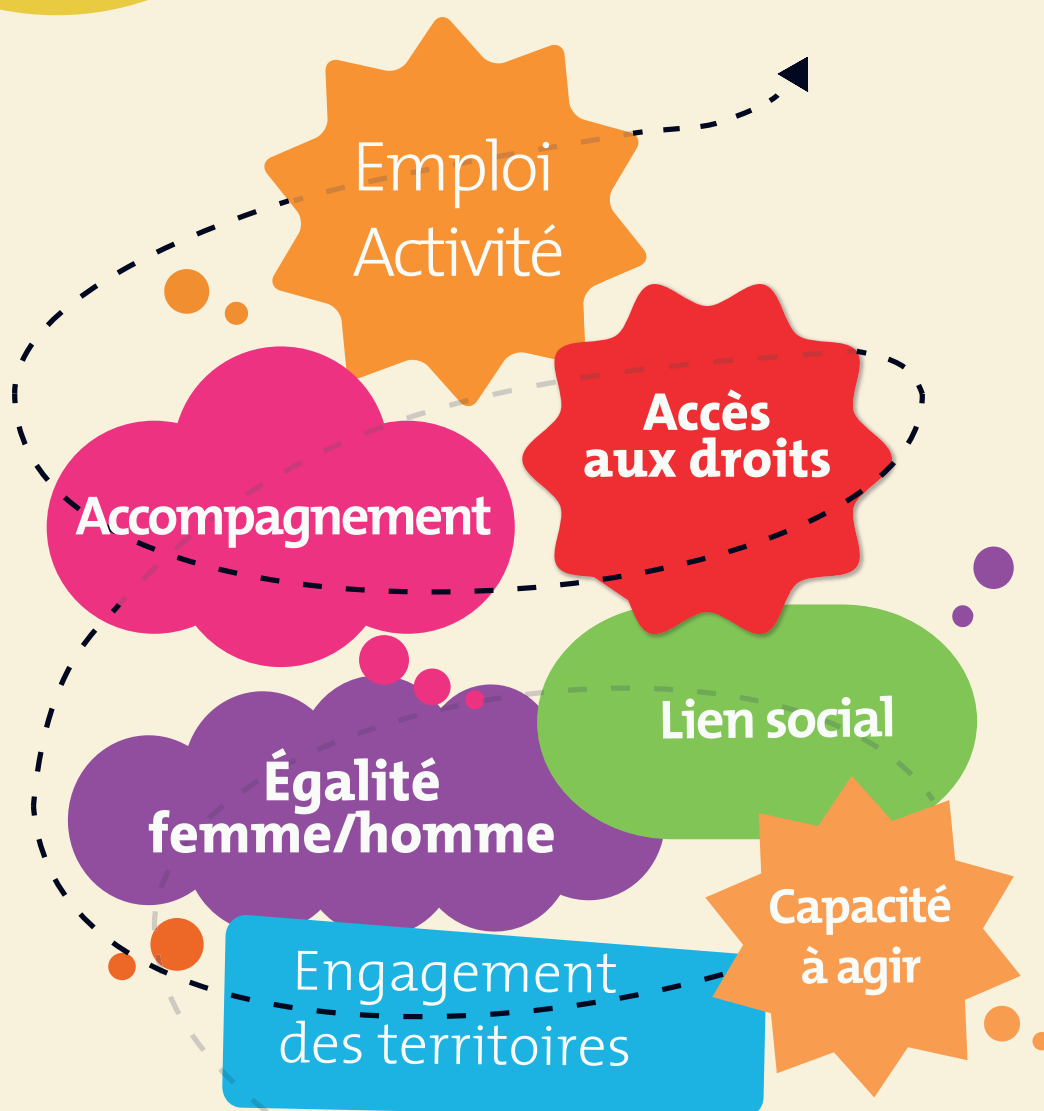 Emploi
Activité
Accès
aux droits
Accompagnement
Lien social
Égalité
femme/homme
Capacité
à agir
Engagement
des territoires